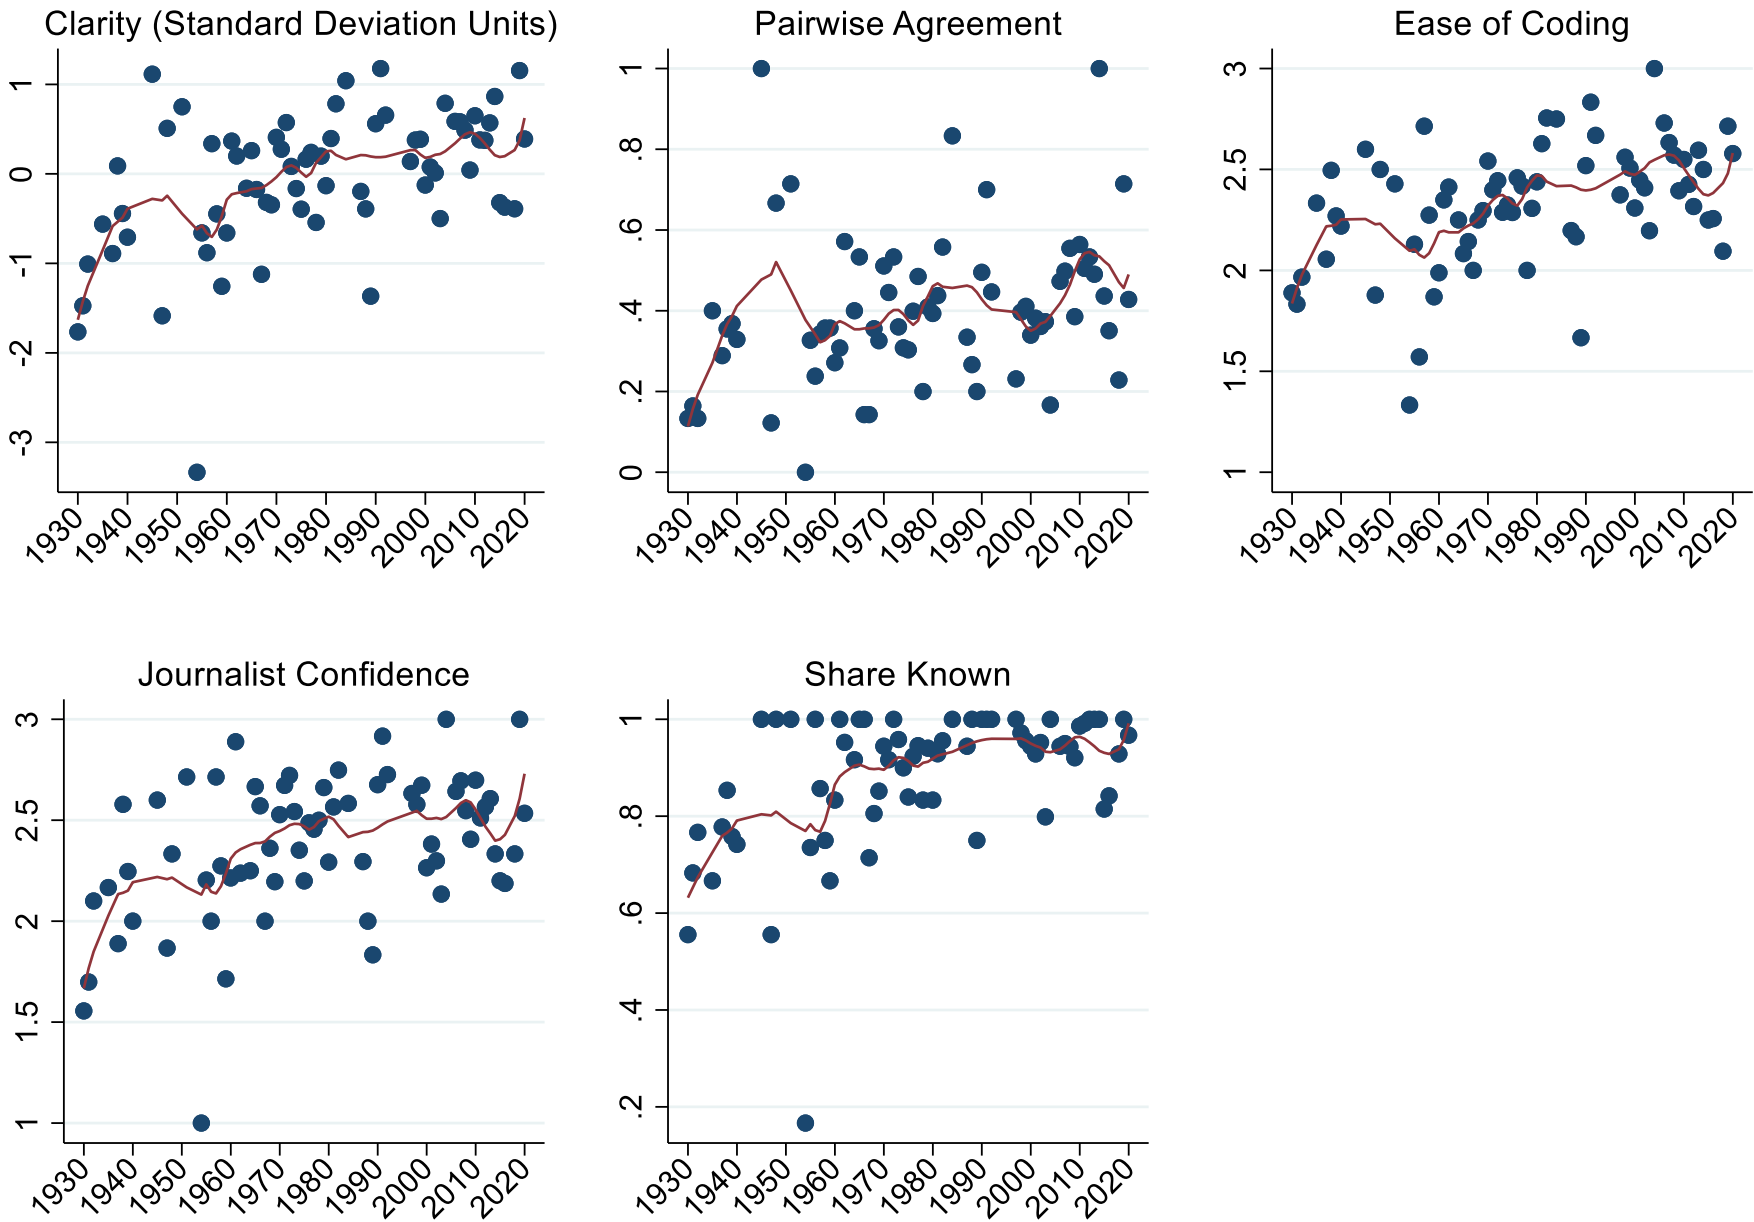 Clarity (Standard Deviation Units)
1
0
-1
-2
-3
1930 1940 1950 1960 1970 1980 1990 2000 2010 2020
Pairwise Agreement
1
.8
.6
.4
.2
0
1930 1940 1950 1960 1970 1980 1990 2000 2010 2020
Ease of Coding
3
2.5
2
1.5
1
1930 1940 1950 1960 1970 1980 1990 2000 2010 2020
Journalist Confidence
3
2.5
2
1.5
1
1930 1940 1950 1960 1970 1980 1990 2000 2010 2020
Share Known
1
.8
.6
.4
.2
1930 1940 1950 1960 1970 1980 1990 2000 2010 2020